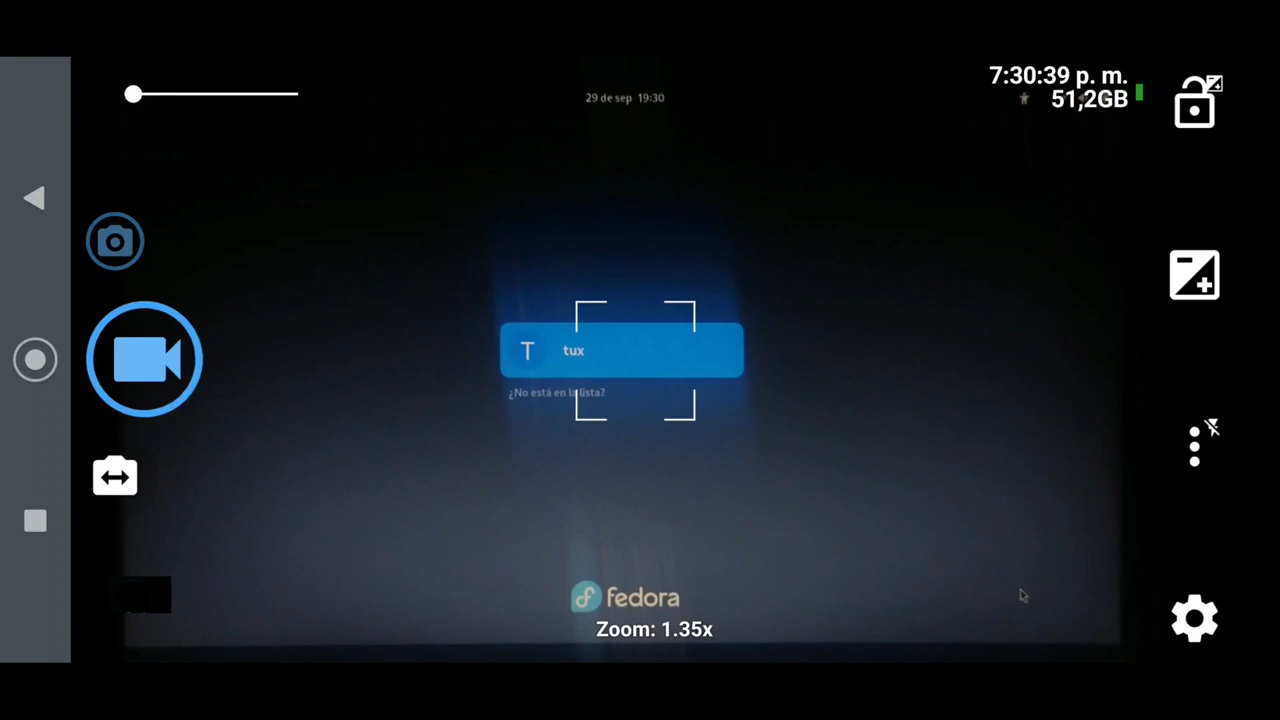 7:30:39 p. m.
51,2GB
29 de sep 19:30
T tux
¿No está en la lista?
fedora
Zoom: 1.35x